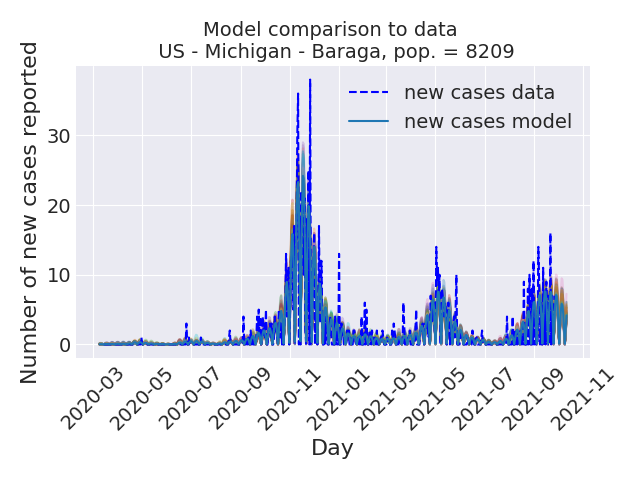 Model comparison to data
US - Michigan - Baraga, pop. = 8209
Number of new cases reported
30
20
10
0
new cases data
new cases model
2020-03
2020-05
2020-07
2020-09
2020-11
2021-01
2021-03
2021-05
2021-07
2021-09
2021-11
Day